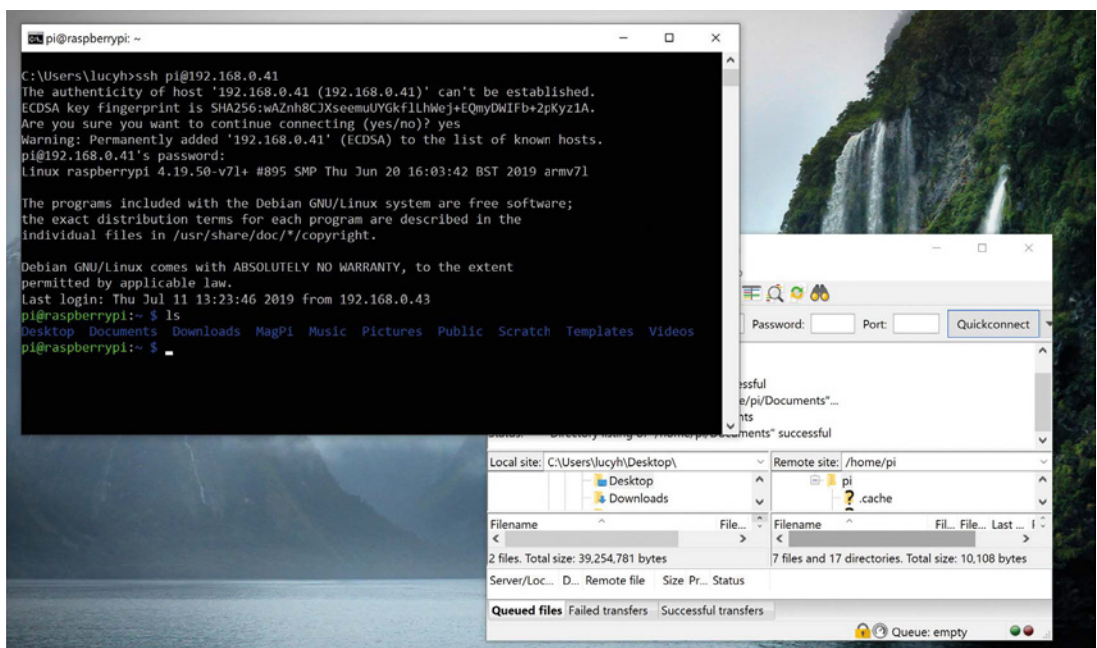 pi@raspberrypi: ~
C:\Users\lucyh>ssh pi@192.168.0.41
The authenticity of host '192.168.0.41 (192.168.0.41)' can't be established.
ECDSA key fingerprint is SHA256:wAZnh8CJXseemuUYGkflLhWej+EQmyDWIFb+2pKyz1A.
Are you sure you want to continue connecting (yes/no)? yes
Warning: Permanently added '192.168.0.41' (ECDSA) to the list of known hosts.
pi@192.168.0.41's password:
Linux raspberrypi 4.19.50-v7l+ #895 SMP Thu Jun 20 16:03:42 BST 2019 armv7l
The programs included with the Debian GNU/Linux system are free software;
the exact distribution terms for each program are described in the
individual files in /usr/share/doc/*/copyright.
Debian GNU/Linux comes with ABSOLUTELY NO WARRANTY, to the extent
permitted by applicable law.
Last login: Thu Jul 11 13:23:46 2019 from 192.168.0.43
pi@raspberrypi:~ $ ls
Desktop Documents Downloads MagPi Music Pictures Public Scratch Templates Videos
pi@raspberrypi:~ $
Password: Port: Quickconnect
essful
e/pi/Documents"...
nts
Status: Directory listing of "/home/pi/Documents" successful
Local site: C:\Users\lucyh\Desktop\ Remote site: /home/pi
Desktop pi
Downloads ? .cache
Filename File... Filename Fil... File... Last ...
2 files. Total size: 39,254,781 bytes 7 files and 17 directories. Total size: 10,108 bytes
Server/Loc... D... Remote file Size Pr... Status
Queued files Failed transfers Successful transfers
Queue: empty